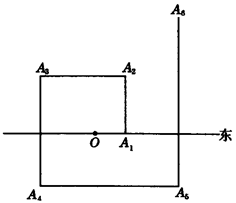 A₆
A₃ A₂
O A₁ 东
A₄ A₅